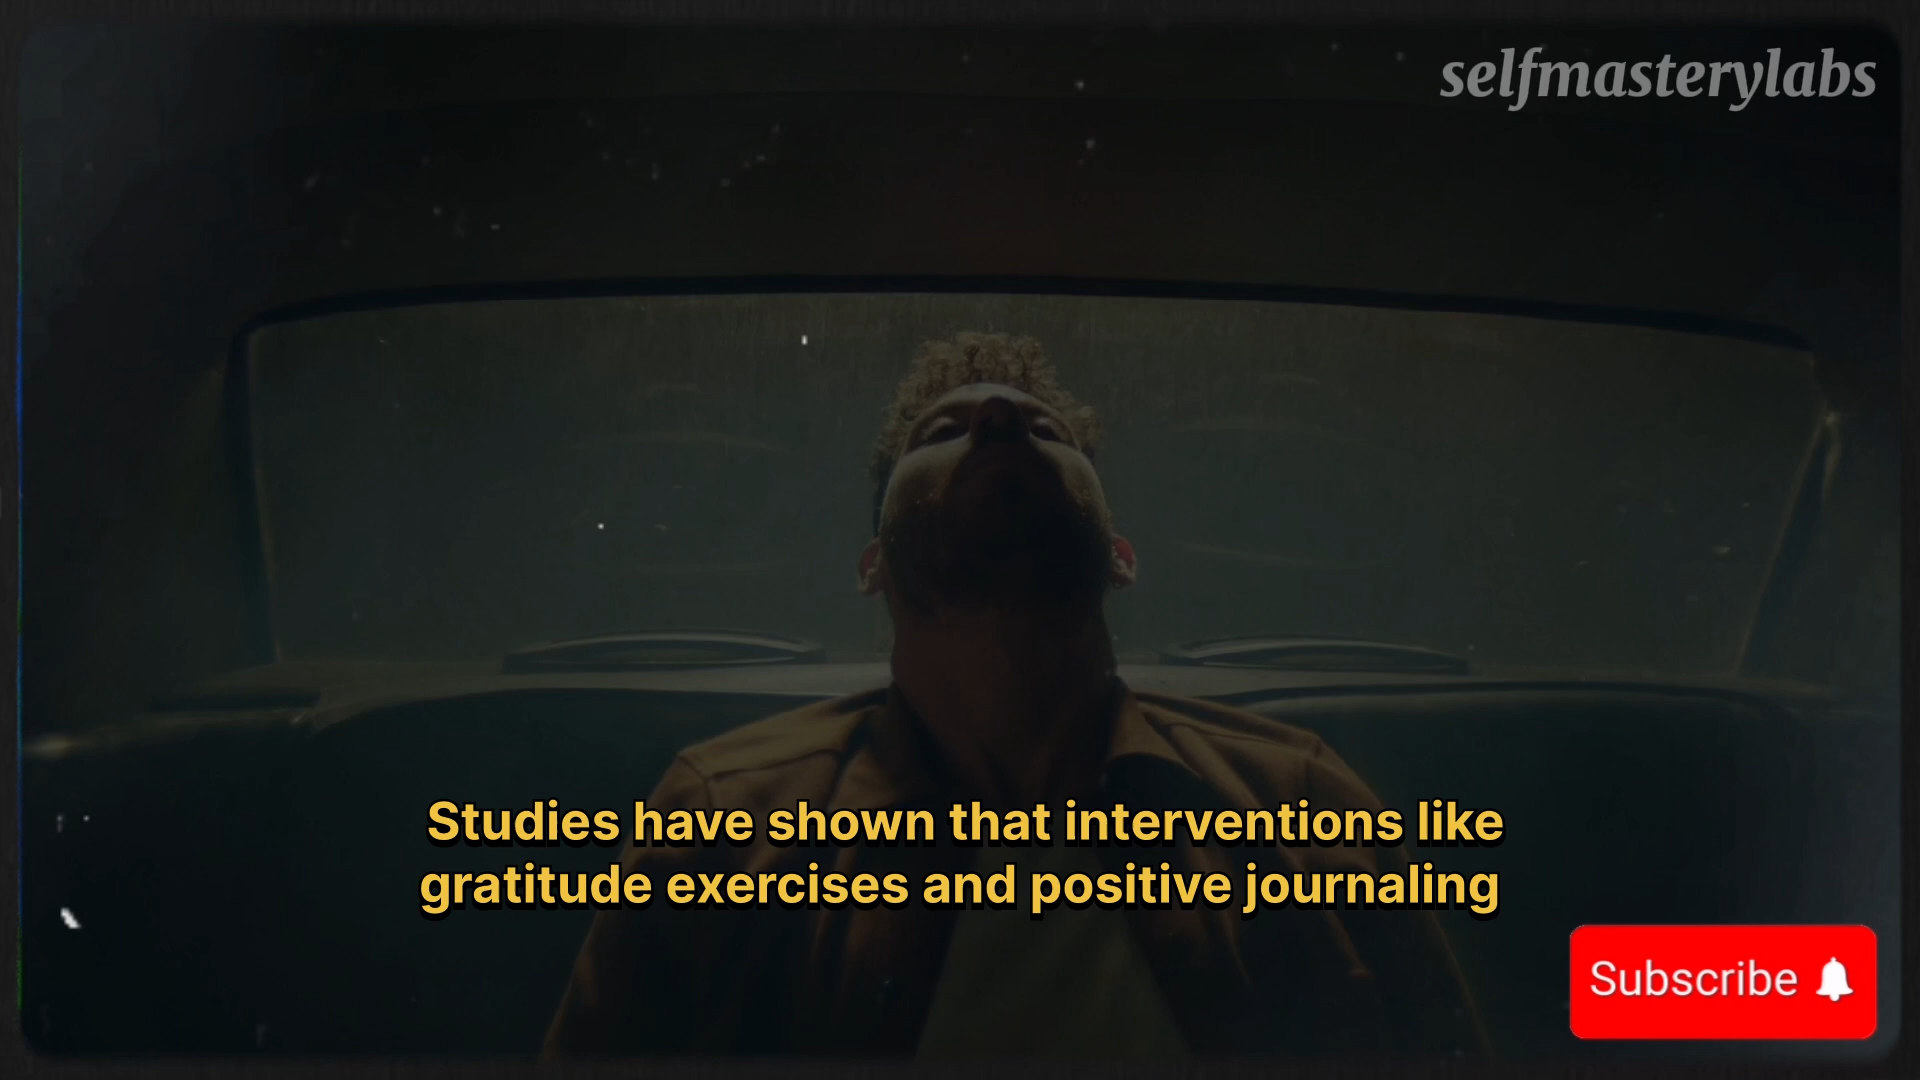 selfmasterylabs
Studies have shown that interventions like
gratitude exercises and positive journaling
Subscribe